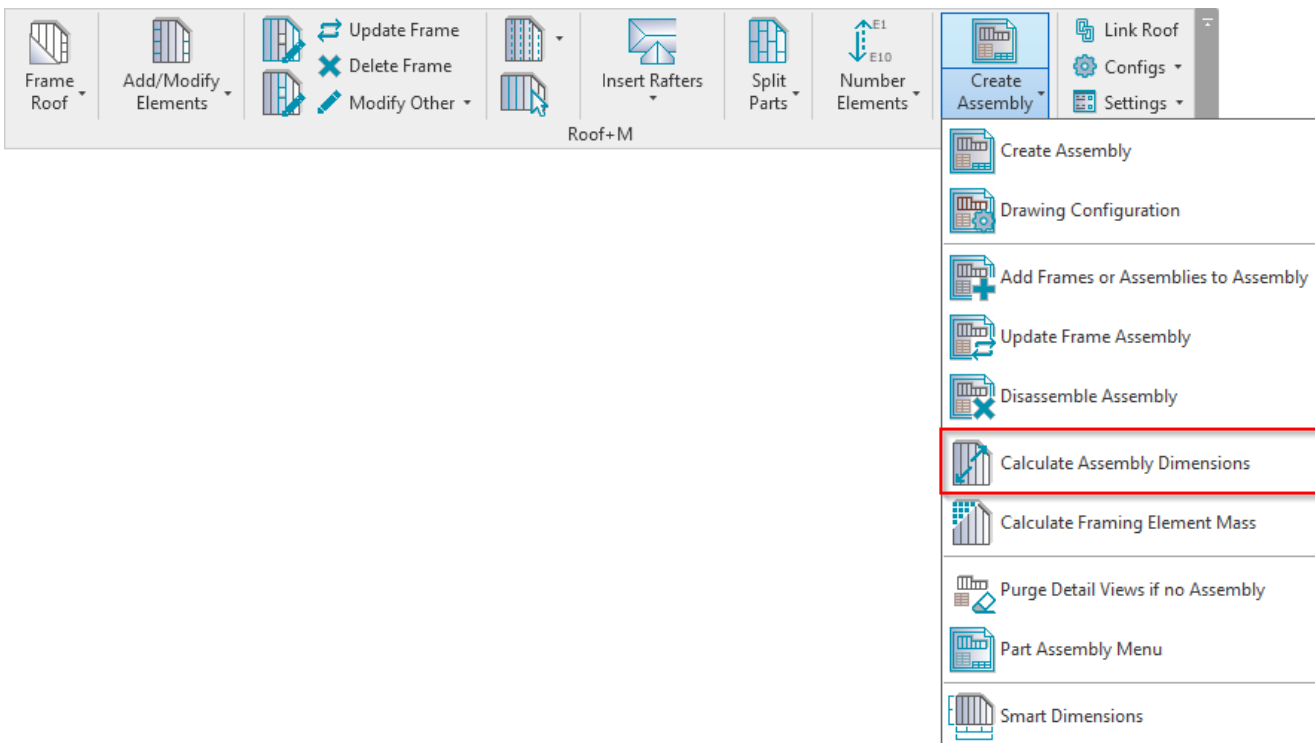 Frame
Roof
Add/Modify
Elements
Update Frame
Delete Frame
Modify Other
Insert Rafters
Split
Parts
E1
E10
Number
Elements
Create
Assembly
Link Roof
Configs
Settings
Roof+M
Create Assembly
Drawing Configuration
Add Frames or Assemblies to Assembly
Update Frame Assembly
Disassemble Assembly
Calculate Assembly Dimensions
Calculate Framing Element Mass
Purge Detail Views if no Assembly
Part Assembly Menu
Smart Dimensions